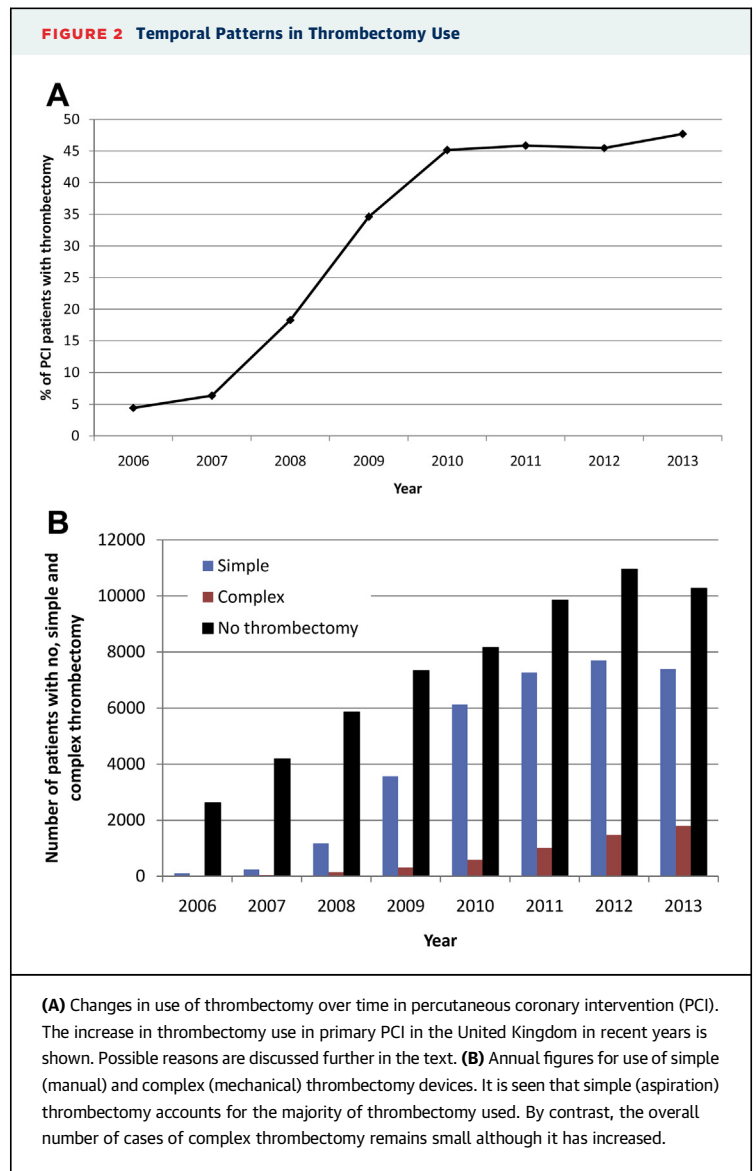 FIGURE 2 Temporal Patterns in Thrombectomy Use
A
% of PCI patients with thrombectomy
50
45
40
35
30
25
20
15
10
5
0
2006 2007 2008 2009 2010 2011 2012 2013
Year
B
Number of patients with no, simple and
complex thrombectomy
12000
10000
8000
6000
4000
2000
0
Simple
Complex
No thrombectomy
2006 2007 2008 2009 2010 2011 2012 2013
Year
(A) Changes in use of thrombectomy over time in percutaneous coronary intervention (PCI).
The increase in thrombectomy use in primary PCI in the United Kingdom in recent years is
shown. Possible reasons are discussed further in the text. (B) Annual figures for use of simple
(manual) and complex (mechanical) thrombectomy devices. It is seen that simple (aspiration)
thrombectomy accounts for the majority of thrombectomy used. By contrast, the overall
number of cases of complex thrombectomy remains small although it has increased.